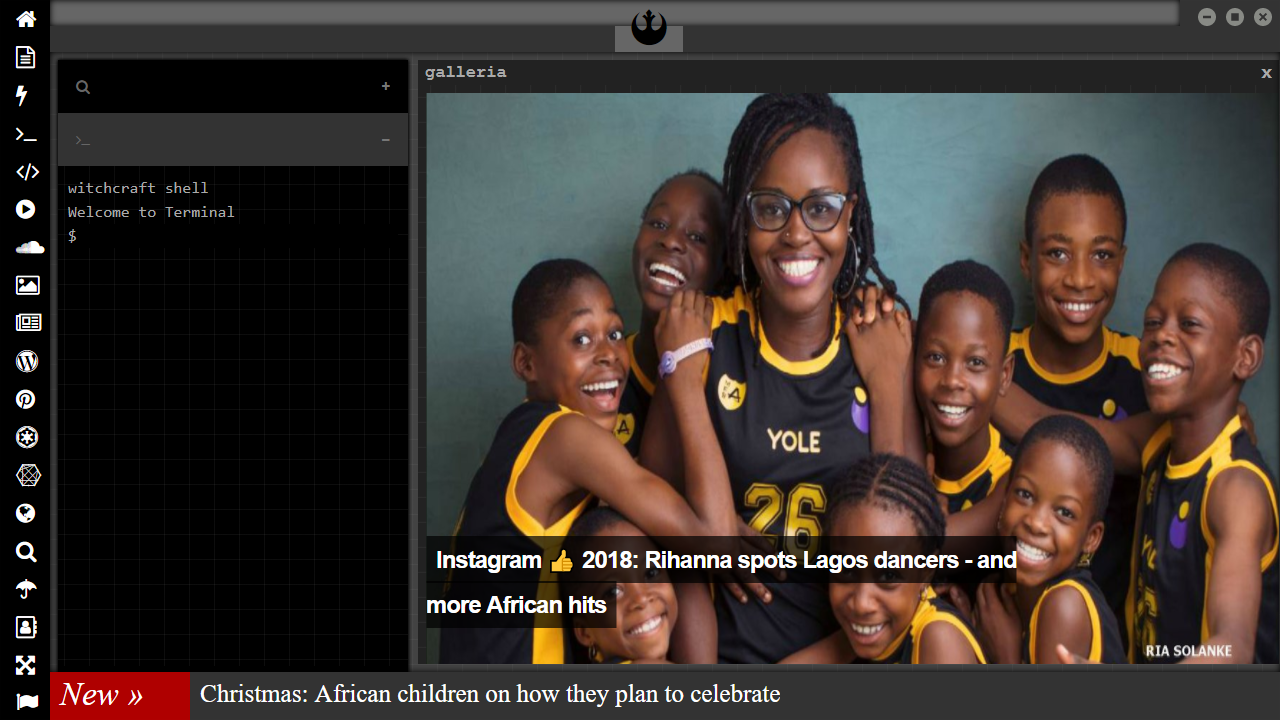 galleria
x
+
>_
−
witchcraft shell
Welcome to Terminal
$
YOLE
26
Instagram 👍 2018: Rihanna spots Lagos dancers - and
more African hits
RIA SOLANKE
New »
Christmas: African children on how they plan to celebrate